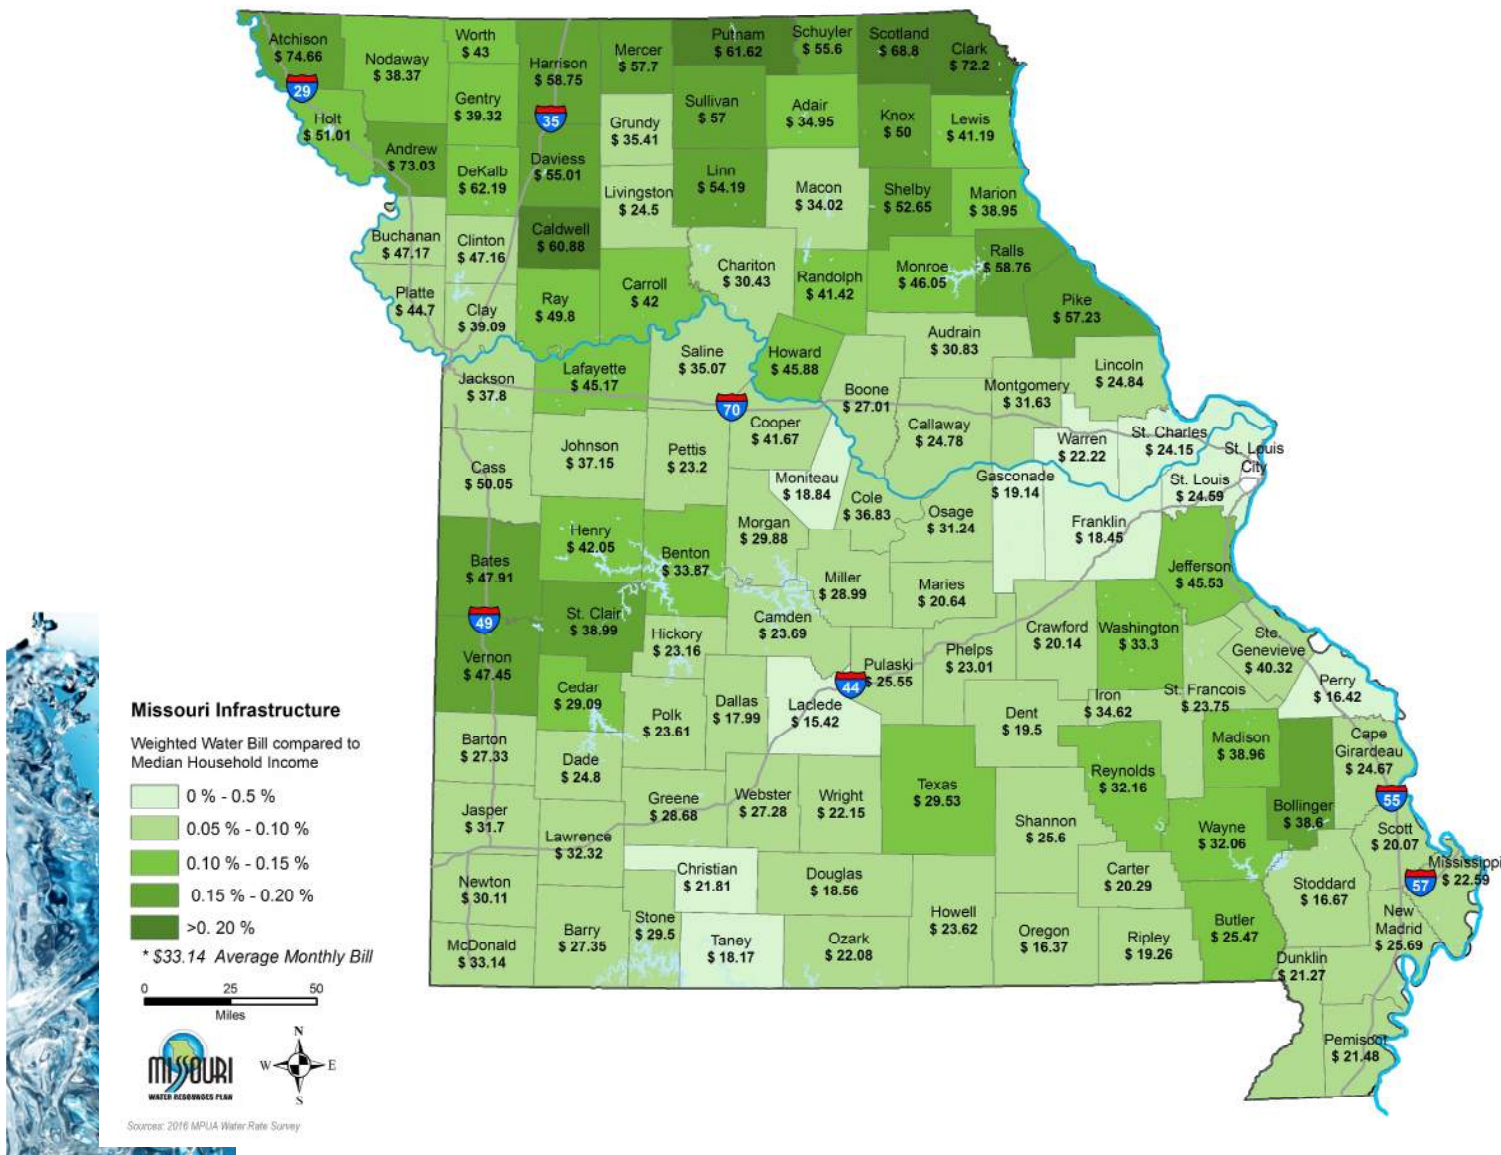 Atchison
$ 74.66
Nodaway
$ 38.37
Worth
$ 43
Harrison
$ 58.75
Mercer
$ 57.7
Putnam
$ 61.62
Schuyler
$ 55.6
Scotland
$ 68.8
Clark
$ 72.2
29
Holt
$ 51.01
Gentry
$ 39.32
35
Grundy
$ 35.41
Sullivan
$ 57
Adair
$ 34.95
Knox
$ 50
Lewis
$ 41.19
Andrew
$ 73.03
DeKalb
$ 62.19
Daviess
$ 55.01
Livingston
$ 24.5
Linn
$ 54.19
Macon
$ 34.02
Shelby
$ 52.65
Marion
$ 38.95
Buchanan
$ 47.17
Clinton
$ 47.16
Caldwell
$ 60.88
Chariton
$ 30.43
Randolph
$ 41.42
Monroe
$ 46.05
Ralls
$ 58.76
Platte
$ 44.7
Clay
$ 39.09
Ray
$ 49.8
Carroll
$ 42
Pike
$ 57.23
Jackson
$ 37.8
Lafayette
$ 45.17
Saline
$ 35.07
Howard
$ 45.88
Audrain
$ 30.83
Lincoln
$ 24.84
70
Boone
$ 27.01
Montgomery
$ 31.63
Cass
$ 50.05
Johnson
$ 37.15
Pettis
$ 23.2
Cooper
$ 41.67
Callaway
$ 24.78
Warren
$ 22.22
St. Charles
$ 24.15
St. Louis
City
Moniteau
$ 18.84
Cole
$ 36.83
Osage
$ 31.24
Gasconade
$ 19.14
Franklin
$ 18.45
St. Louis
$ 24.59
Bates
$ 47.91
Henry
$ 42.05
Benton
$ 33.87
Morgan
$ 29.88
Miller
$ 28.99
Maries
$ 20.64
Jefferson
$ 45.53
49
St. Clair
$ 38.99
Hickory
$ 23.16
Camden
$ 23.69
Pulaski
$ 25.55
Phelps
$ 23.01
Crawford
$ 20.14
Washington
$ 33.3
Ste.
Genevieve
$ 40.32
Vernon
$ 47.45
Cedar
$ 29.09
Polk
$ 23.61
Dallas
$ 17.99
Laclede
$ 15.42
44
Dent
$ 19.5
Iron
$ 34.62
St. Francois
$ 23.75
Perry
$ 16.42
Barton
$ 27.33
Dade
$ 24.8
Greene
$ 28.68
Webster
$ 27.28
Wright
$ 22.15
Texas
$ 29.53
Reynolds
$ 32.16
Madison
$ 38.96
Cape
Girardeau
$ 24.67
Jasper
$ 31.7
Lawrence
$ 32.32
Shannon
$ 25.6
Wayne
$ 32.06
Bollinger
$ 38.6
55
Scott
$ 20.07
Newton
$ 30.11
Christian
$ 21.81
Douglas
$ 18.56
Carter
$ 20.29
Stoddard
$ 16.67
57
Mississippi
$ 22.59
McDonald
$ 33.14
Barry
$ 27.35
Stone
$ 29.5
Taney
$ 18.17
Ozark
$ 22.08
Howell
$ 23.62
Oregon
$ 16.37
Ripley
$ 19.26
Butler
$ 25.47
New
Madrid
$ 25.69
Dunklin
$ 21.27
Pemiscot
$ 21.48
Missouri Infrastructure
Weighted Water Bill compared to
Median Household Income
0 % - 0.5 %
0.05 % - 0.10 %
0.10 % - 0.15 %
0.15 % - 0.20 %
>0. 20 %
* $33.14 Average Monthly Bill
0 25 50
Miles
MISSOURI
WATER RESOURCES PLAN
N
W E
S
Sources: 2016 MPUA Water Rate Survey